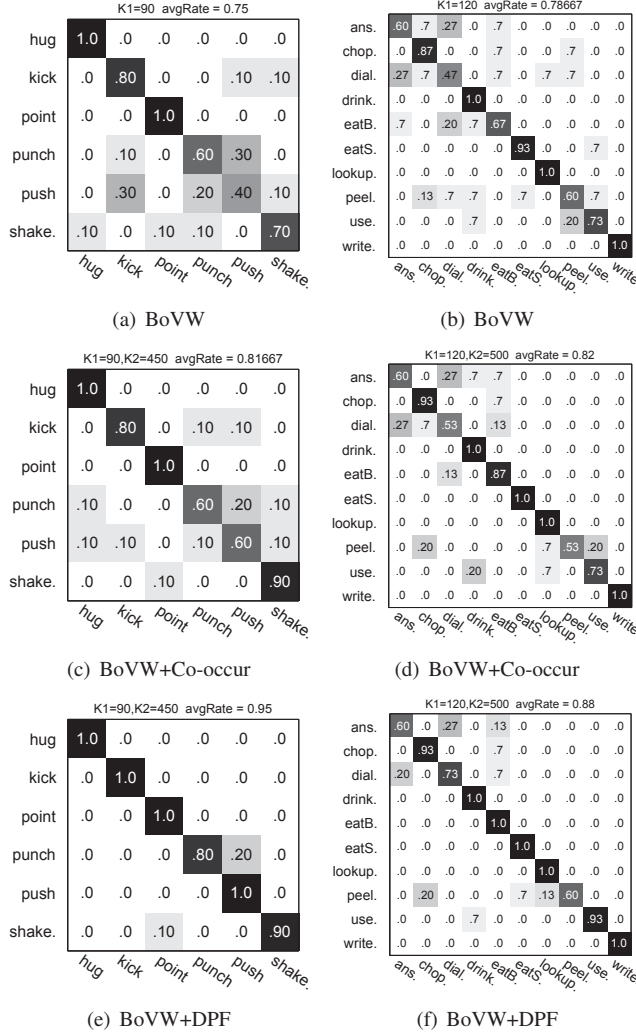 K1=90 avgRate = 0.75
hug 1.0 .0 .0 .0 .0 .0
kick .0 .80 .0 .0 .10 .10
point .0 .0 1.0 .0 .0 .0
punch .0 .10 .0 .60 .30 .0
push .0 .30 .0 .20 .40 .10
shake. .10 .0 .10 .10 .0 .70
hug kick point punch push shake.
(a) BoVW
K1=120 avgRate = 0.78667
ans. .60 .7 .27 .0 .7 .0 .0 .0 .0 .0
chop. .0 .87 .0 .0 .7 .0 .0 .7 .0 .0
dial. .27 .7 .47 .0 .7 .0 .7 .7 .0 .0
drink. .0 .0 .0 1.0 .0 .0 .0 .0 .0 .0
eatB. .7 .0 .20 .7 .67 .0 .0 .0 .0 .0
eatS. .0 .0 .0 .0 .0 .93 .0 .0 .7 .0
lookup. .0 .0 .0 .0 .0 .0 1.0 .0 .0 .0
peel. .0 .13 .7 .7 .0 .7 .0 .60 .7 .0
use. .0 .0 .0 .7 .0 .0 .0 .20 .73 .0
write. .0 .0 .0 .0 .0 .0 .0 .0 .0 1.0
ans. chop. dial. drink. eatB. eatS. lookup. peel. use. write
(b) BoVW
K1=90,K2=450 avgRate = 0.81667
hug 1.0 .0 .0 .0 .0 .0
kick .0 .80 .0 .10 .10 .0
point .0 .0 1.0 .0 .0 .0
punch .10 .0 .0 .60 .20 .10
push .10 .10 .0 .10 .60 .10
shake. .0 .0 .10 .0 .0 .90
hug kick point punch push shake.
(c) BoVW+Co-occur
K1=120,K2=500 avgRate = 0.82
ans. .60 .0 .27 .7 .7 .0 .0 .0 .0 .0
chop. .0 .93 .0 .0 .7 .0 .0 .0 .0 .0
dial. .27 .7 .53 .0 .13 .0 .0 .0 .0 .0
drink. .0 .0 .0 1.0 .0 .0 .0 .0 .0 .0
eatB. .0 .0 .13 .0 .87 .0 .0 .0 .0 .0
eatS. .0 .0 .0 .0 .0 1.0 .0 .0 .0 .0
lookup. .0 .0 .0 .0 .0 .0 1.0 .0 .0 .0
peel. .0 .20 .0 .0 .0 .0 .7 .53 .20 .0
use. .0 .0 .0 .20 .0 .0 .7 .0 .73 .0
write. .0 .0 .0 .0 .0 .0 .0 .0 .0 1.0
ans. chop. dial. drink. eatB. eatS. lookup. peel. use. write
(d) BoVW+Co-occur
K1=90,K2=450 avgRate = 0.95
hug 1.0 .0 .0 .0 .0 .0
kick .0 1.0 .0 .0 .0 .0
point .0 .0 1.0 .0 .0 .0
punch .0 .0 .0 .80 .20 .0
push .0 .0 .0 .0 1.0 .0
shake. .0 .0 .10 .0 .0 .90
hug kick point punch push shake.
(e) BoVW+DPF
K1=120,K2=500 avgRate = 0.88
ans. .60 .0 .27 .0 .13 .0 .0 .0 .0 .0
chop. .0 .93 .0 .0 .7 .0 .0 .0 .0 .0
dial. .20 .0 .73 .0 .7 .0 .0 .0 .0 .0
drink. .0 .0 .0 1.0 .0 .0 .0 .0 .0 .0
eatB. .0 .0 .0 .0 1.0 .0 .0 .0 .0 .0
eatS. .0 .0 .0 .0 .0 1.0 .0 .0 .0 .0
lookup. .0 .0 .0 .0 .0 .0 1.0 .0 .0 .0
peel. .0 .20 .0 .0 .0 .7 .13 .60 .0 .0
use. .0 .0 .0 .7 .0 .0 .0 .0 .93 .0
write. .0 .0 .0 .0 .0 .0 .0 .0 .0 1.0
ans. chop. dial. drink. eatB. eatS. lookup. peel. use. write
(f) BoVW+DPF